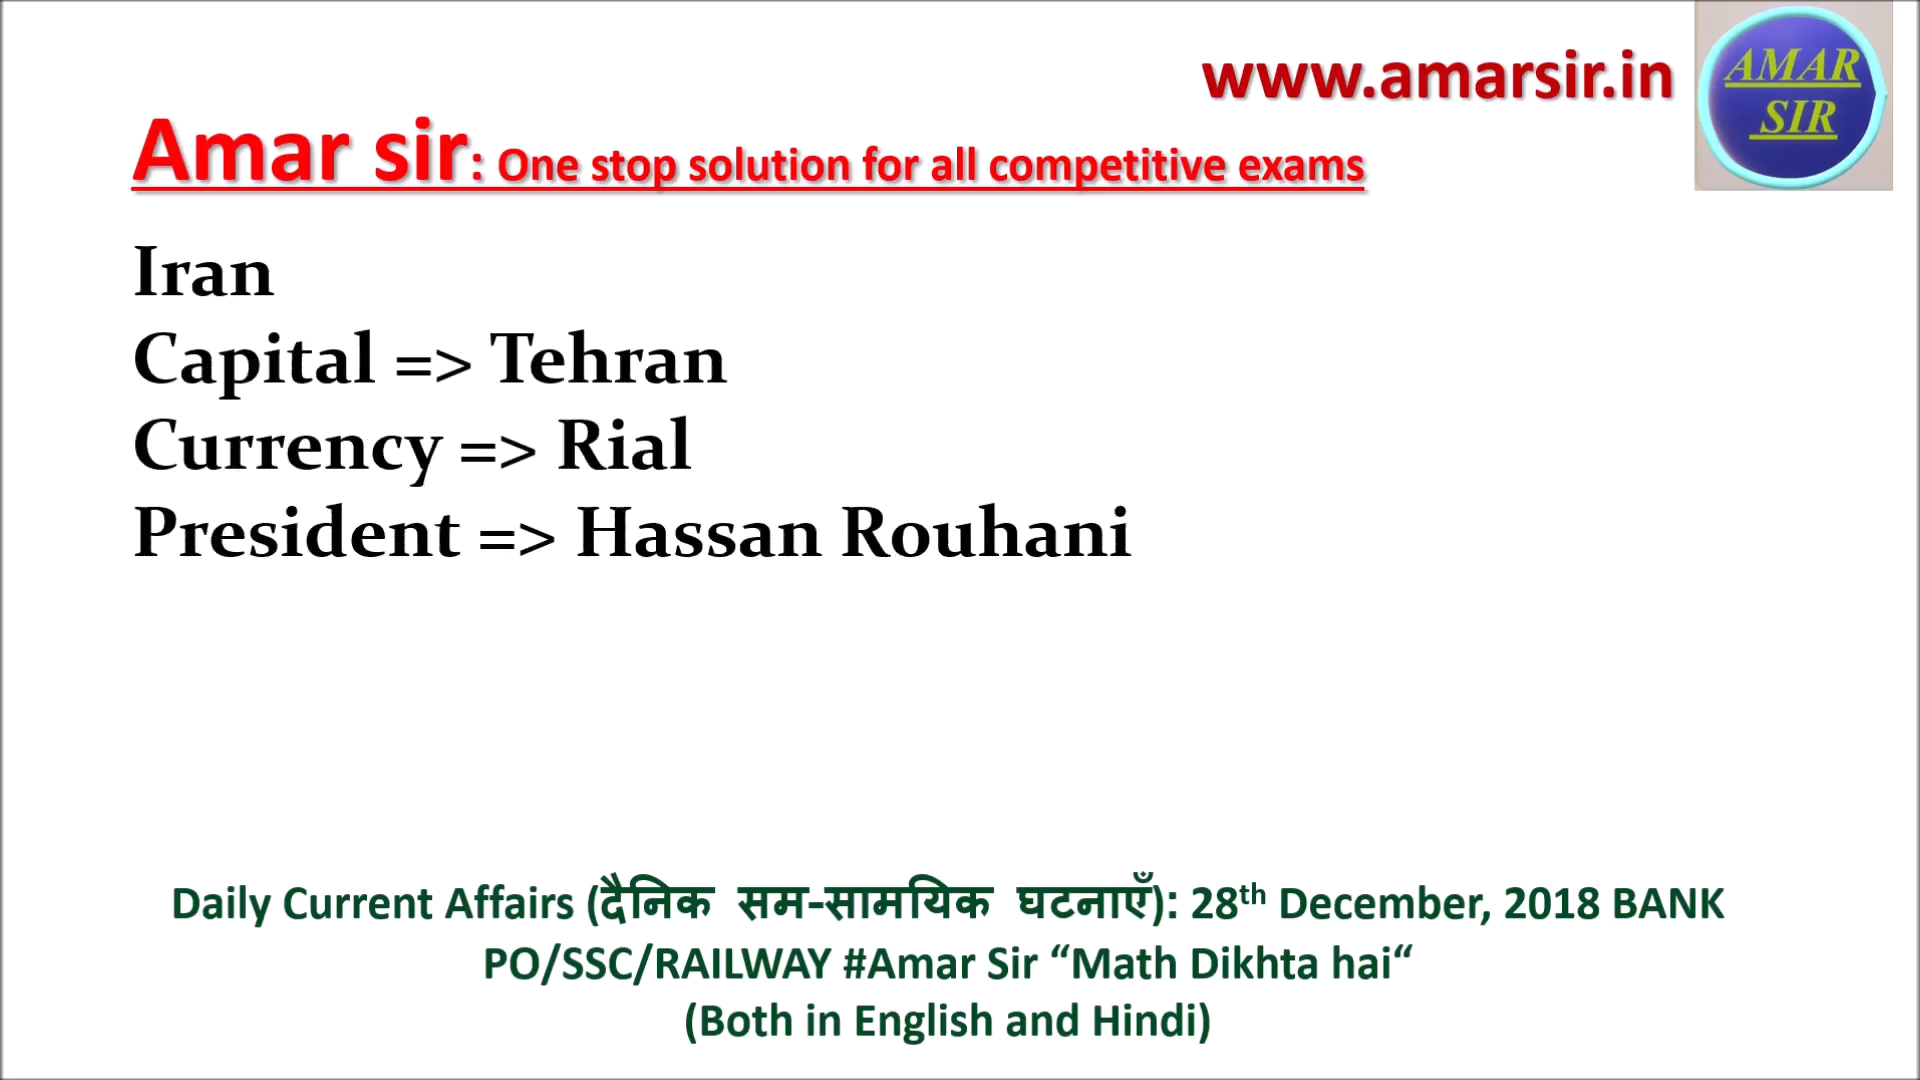 www.amarsir.in
AMAR
SIR
Amar sir: One stop solution for all competitive exams
Iran
Capital => Tehran
Currency => Rial
President => Hassan Rouhani
Daily Current Affairs (दैनिक सम-सामयिक घटनाएँ): 28th December, 2018 BANK
PO/SSC/RAILWAY #Amar Sir “Math Dikhta hai“
(Both in English and Hindi)